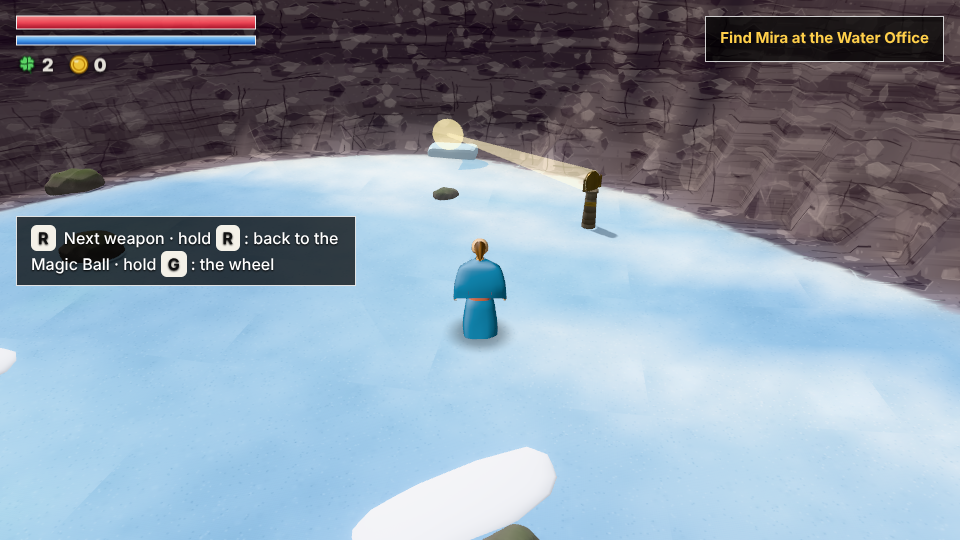 2 0
Find Mira at the Water Office
R Next weapon · hold R : back to the
Magic Ball · hold G : the wheel